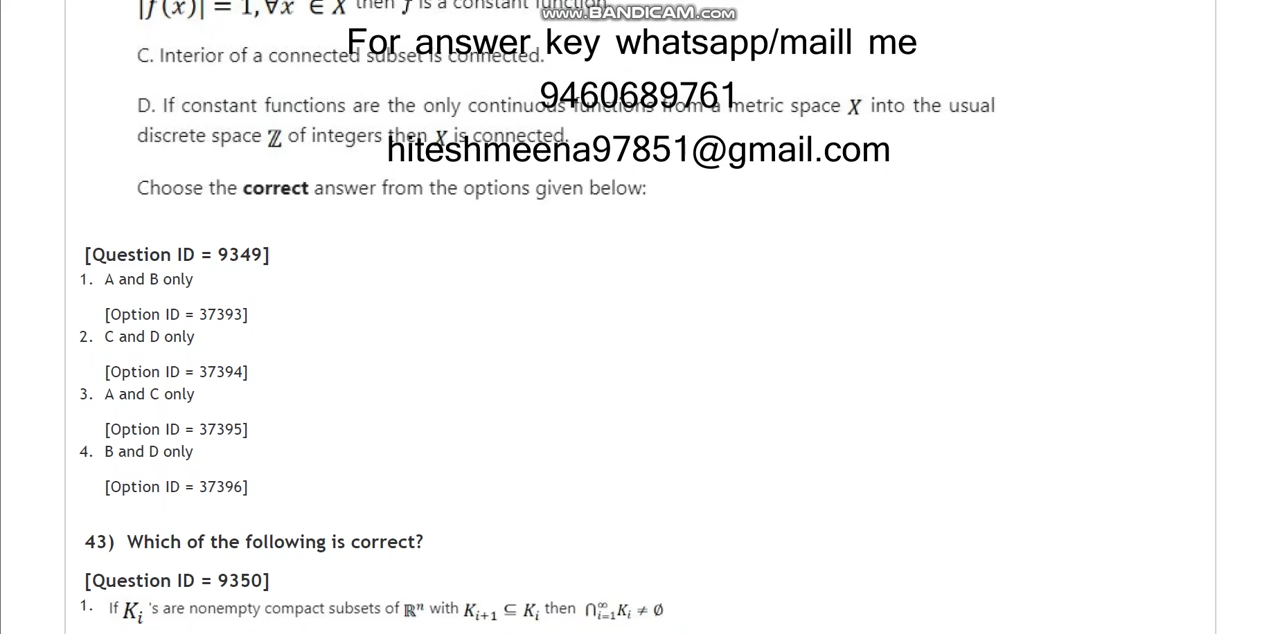 |f(x)| = 1, ∀x ∈ X then f is a constant function.
www.BANDICAM.com
For answer key whatsapp/maill me
C. Interior of a connected subset is connected.
9460689761
D. If constant functions are the only continuous functions from a metric space X into the usual
discrete space ℤ of integers then X is connected.
hiteshmeena97851@gmail.com
Choose the correct answer from the options given below:
[Question ID = 9349]
1. A and B only
[Option ID = 37393]
2. C and D only
[Option ID = 37394]
3. A and C only
[Option ID = 37395]
4. B and D only
[Option ID = 37396]
43) Which of the following is correct?
[Question ID = 9350]
1. If K_i 's are nonempty compact subsets of ℝⁿ with K_{i+1} ⊆ K_i then ⋂_{i=1}^∞ K_i ≠ ∅